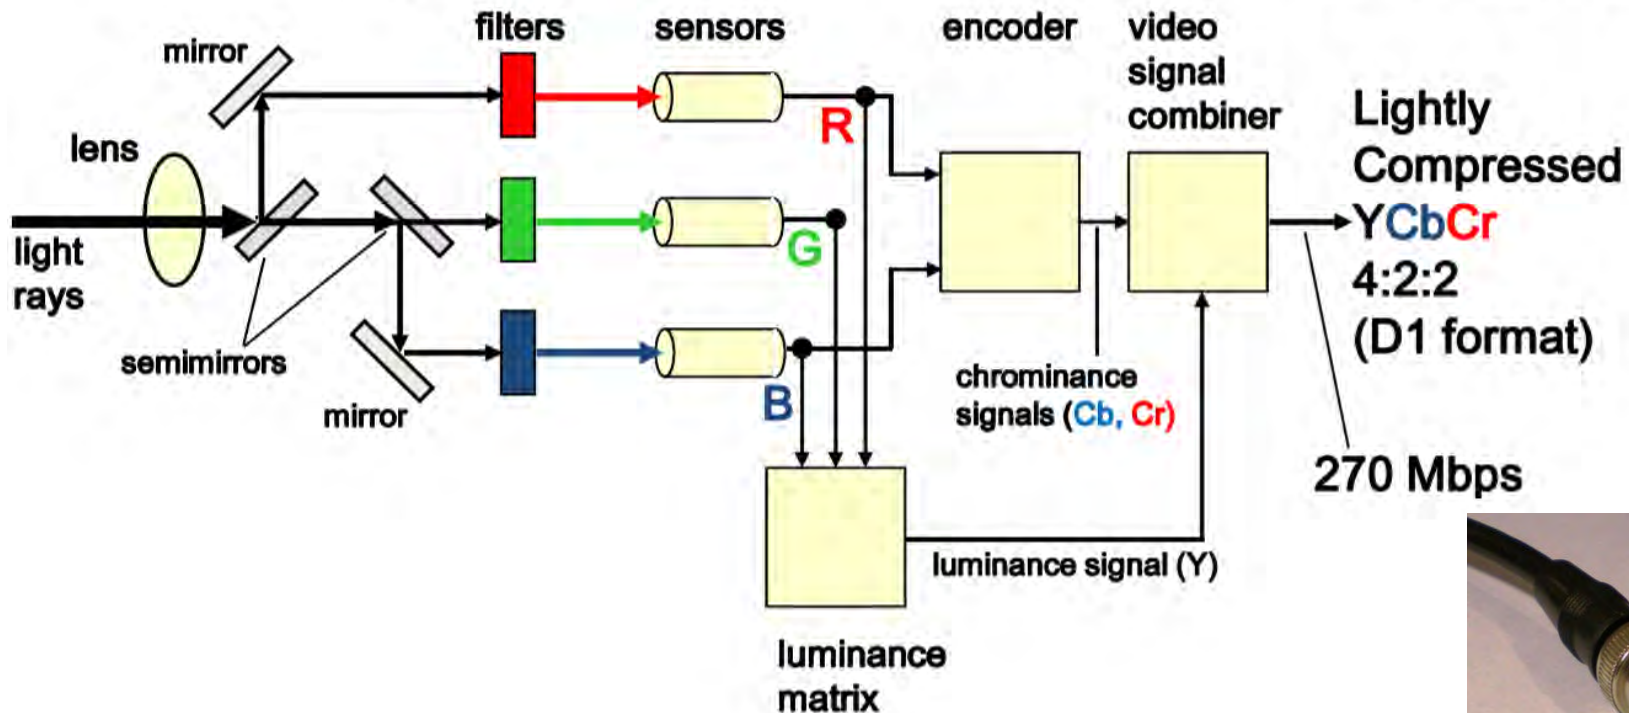 filters
sensors
encoder
video
signal
combiner
mirror
lens
light
rays
semimirrors
mirror
R
G
B
chrominance
signals (Cb, Cr)
luminance signal (Y)
luminance
matrix
Lightly
Compressed
YCbCr
4:2:2
(D1 format)
270 Mbps